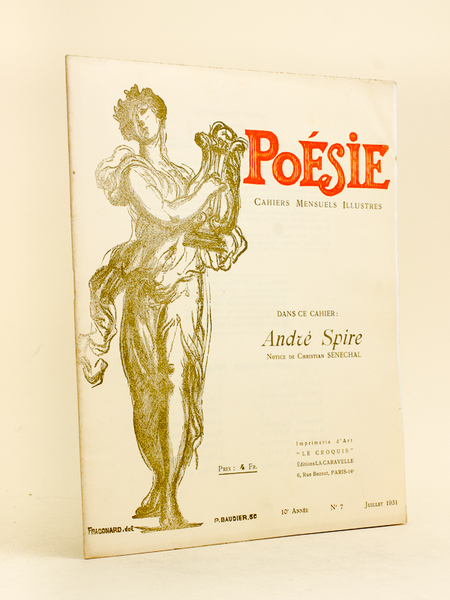 POÉSIE
CAHIERS MENSUELS ILLUSTRES
DANS CE CAHIER :
André Spire
NOTICE DE CHRISTIAN SENECHAL
Imprimerie d'Art
"LE CROQUIS"
Éditions LA CARAVELLE
6, Rue Bezout, PARIS-14e
PRIX : 4 FR.
FRAGONARD.del
P. BAUDIER. SC
10e ANNÉE N° 7 JUILLET 1931